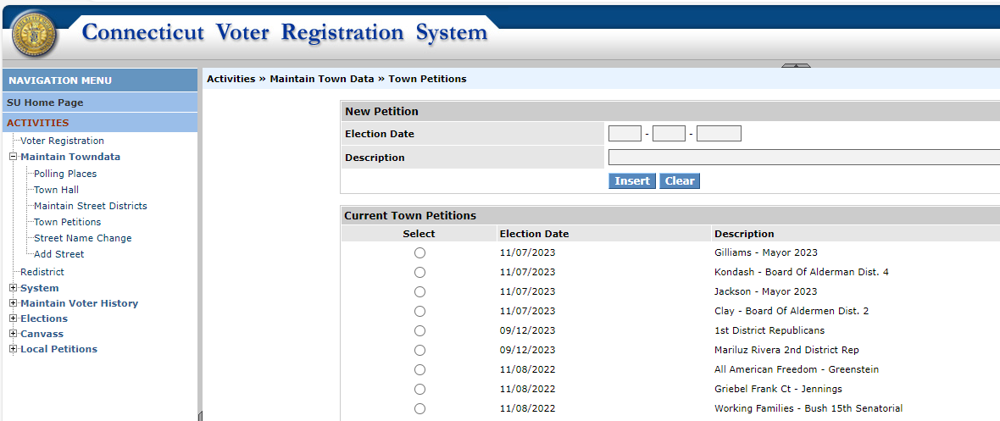 Connecticut Voter Registration System
NAVIGATION MENU
SU Home Page
ACTIVITIES
Voter Registration
Maintain Towndata
Polling Places
Town Hall
Maintain Street Districts
Town Petitions
Street Name Change
Add Street
Redistrict
System
Maintain Voter History
Elections
Canvass
Local Petitions
Activities » Maintain Town Data » Town Petitions
New Petition
Election Date - -
Description
Insert Clear
Current Town Petitions
Select Election Date Description
11/07/2023 Gilliams - Mayor 2023
11/07/2023 Kondash - Board Of Alderman Dist. 4
11/07/2023 Jackson - Mayor 2023
11/07/2023 Clay - Board Of Aldermen Dist. 2
09/12/2023 1st District Republicans
09/12/2023 Mariluz Rivera 2nd District Rep
11/08/2022 All American Freedom - Greenstein
11/08/2022 Griebel Frank Ct - Jennings
11/08/2022 Working Families - Bush 15th Senatorial